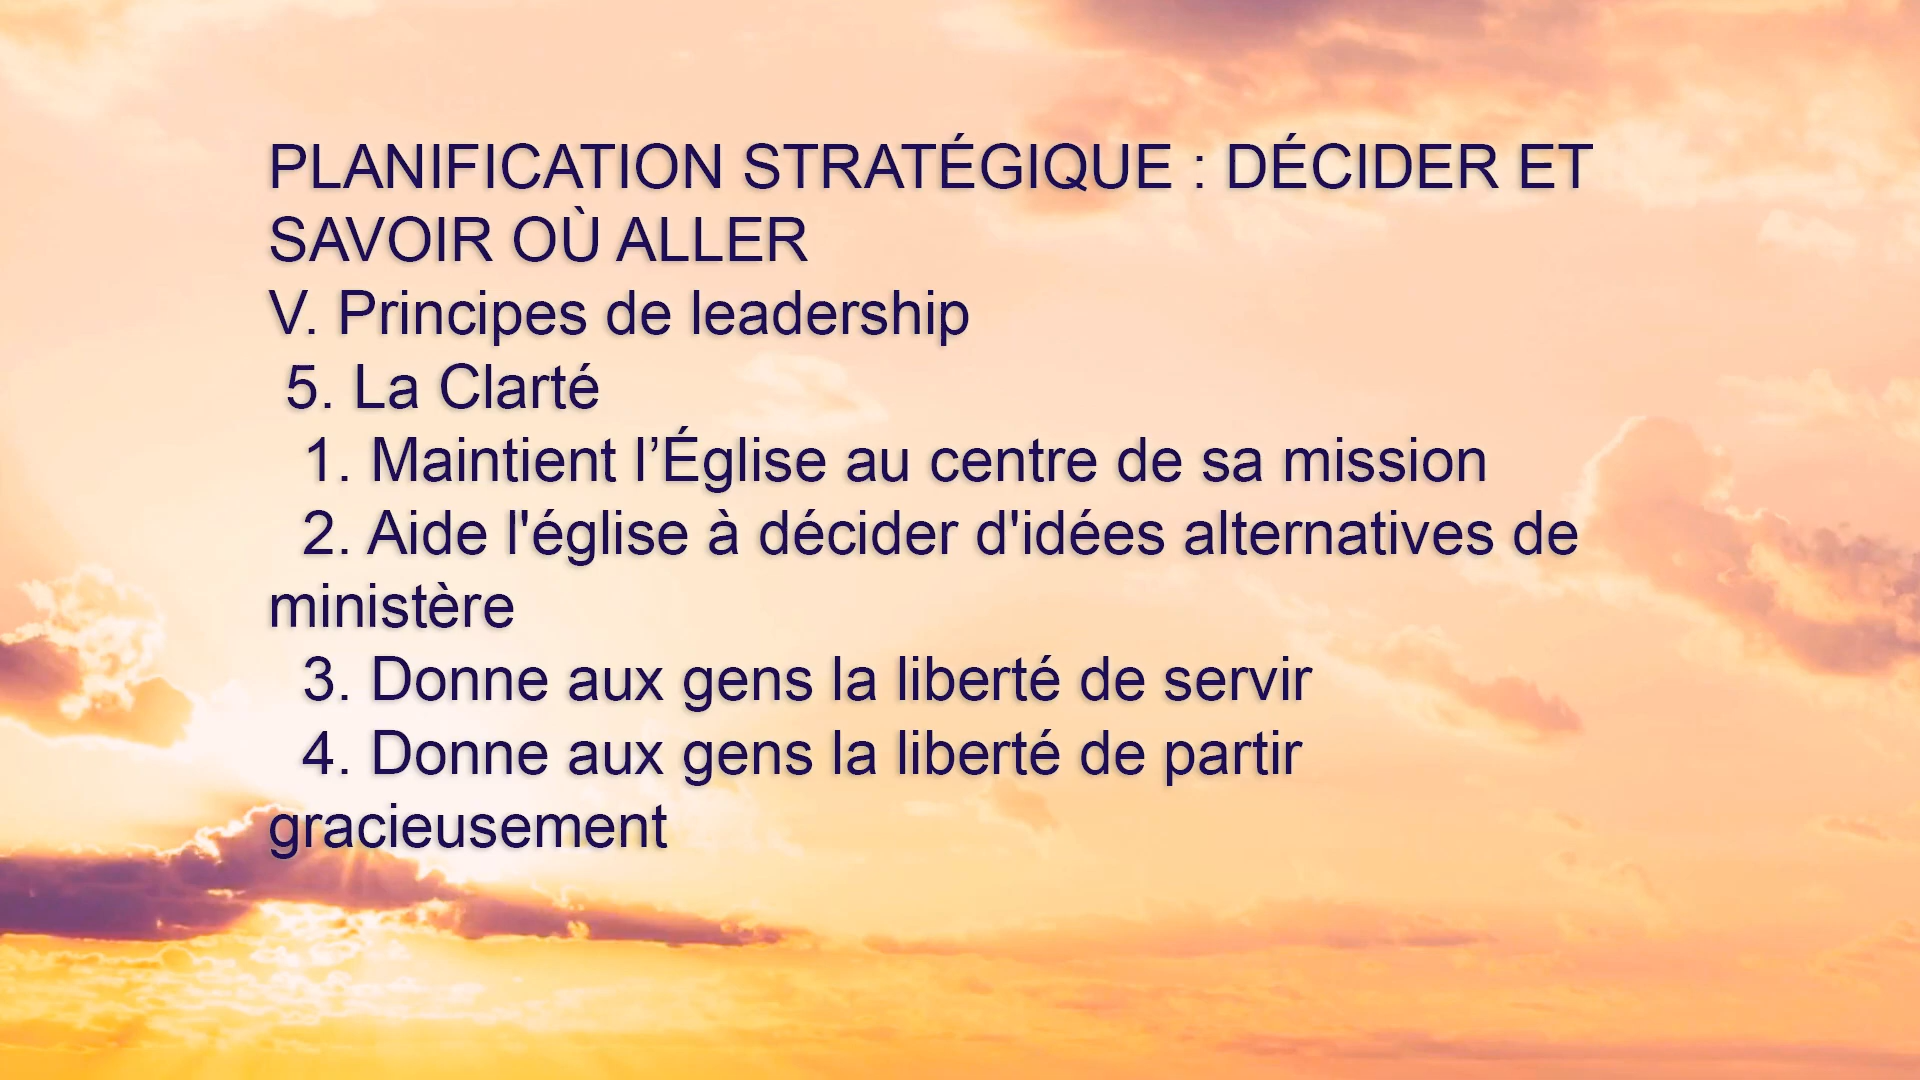 PLANIFICATION STRATÉGIQUE : DÉCIDER ET
SAVOIR OÙ ALLER
V. Principes de leadership
5. La Clarté
1. Maintient l’Église au centre de sa mission
2. Aide l'église à décider d'idées alternatives de
ministère
3. Donne aux gens la liberté de servir
4. Donne aux gens la liberté de partir
gracieusement